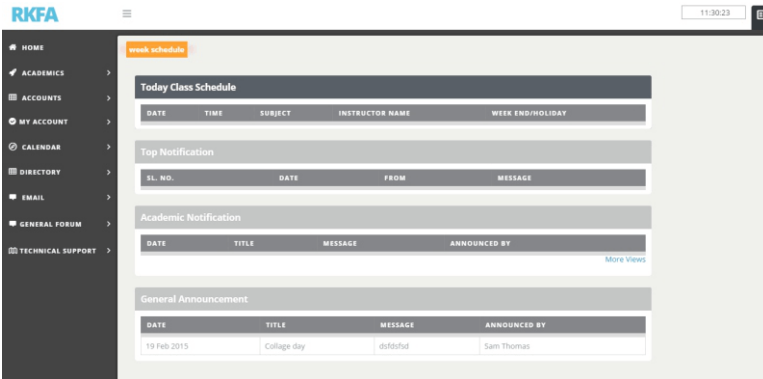 RKFA
11:30:23
HOME
ACADEMICS
ACCOUNTS
MY ACCOUNT
CALENDAR
DIRECTORY
EMAIL
GENERAL FORUM
TECHNICAL SUPPORT
week schedule
Today Class Schedule
DATE TIME SUBJECT INSTRUCTOR NAME WEEK END/HOLIDAY
Top Notification
SL. NO. DATE FROM MESSAGE
Academic Notification
DATE TITLE MESSAGE ANNOUNCED BY
More Views
General Announcement
DATE TITLE MESSAGE ANNOUNCED BY
19 Feb 2015 Collage day dsfdsfsd Sam Thomas